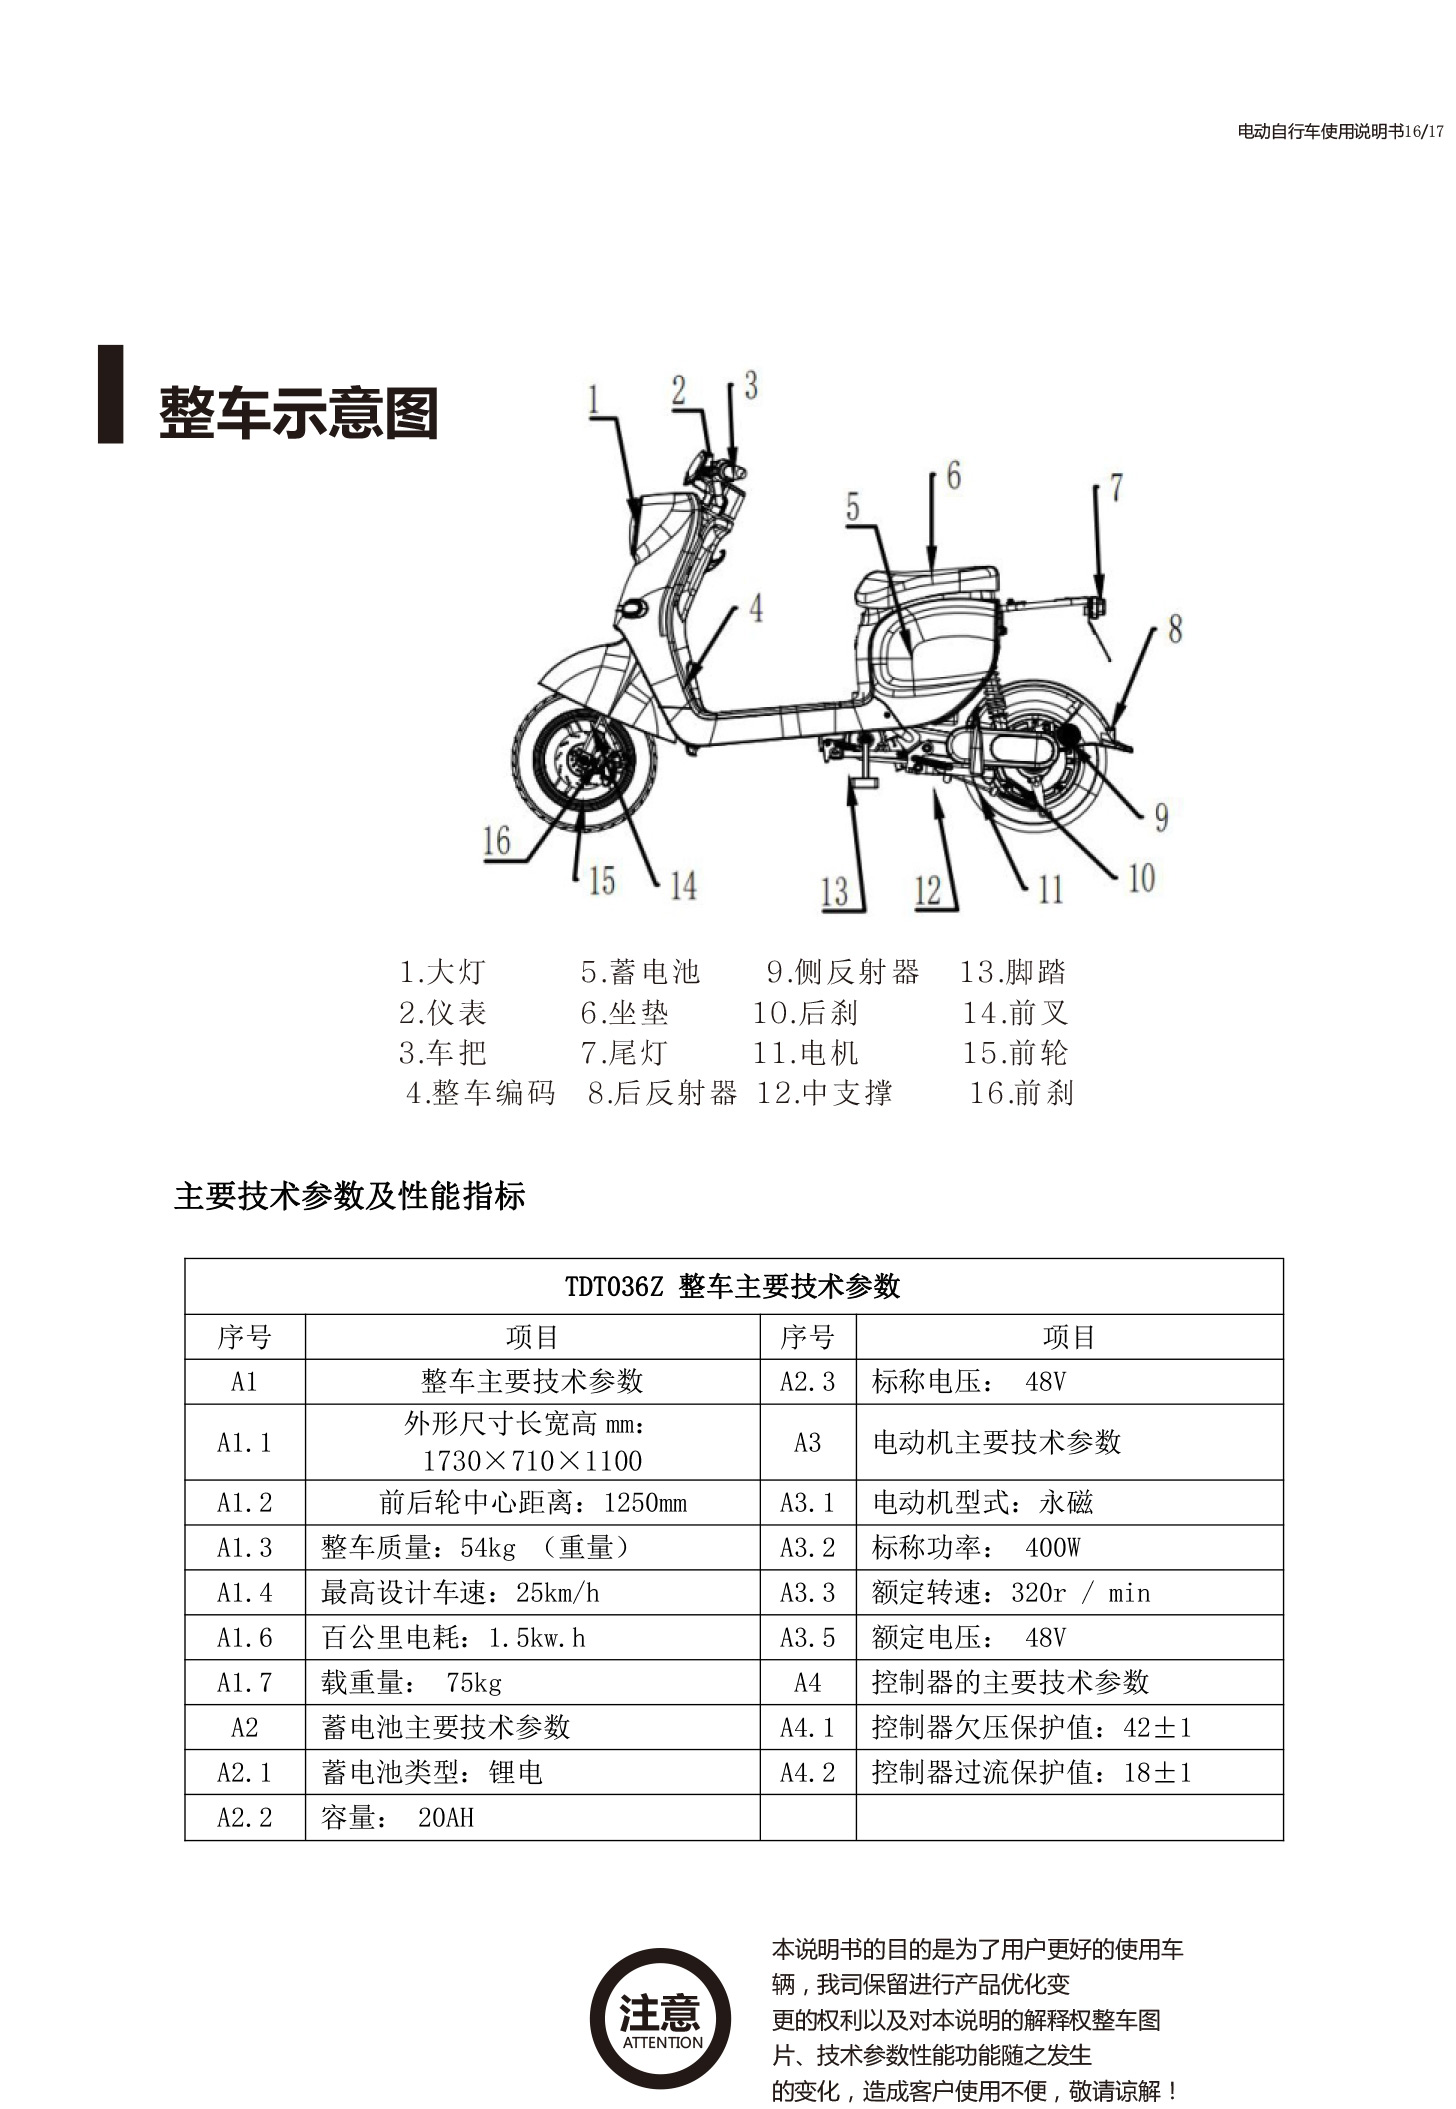 电动自行车使用说明书16/17
整车示意图
1
2
3
4
5
6
7
8
9
10
11
12
13
14
15
16
1.大灯 5.蓄电池 9.侧反射器 13.脚踏
2.仪表 6.坐垫 10.后刹 14.前叉
3.车把 7.尾灯 11.电机 15.前轮
4.整车编码 8.后反射器 12.中支撑 16.前刹
主要技术参数及性能指标
TDT036Z 整车主要技术参数
序号 项目 序号 项目
A1 整车主要技术参数 A2.3 标称电压： 48V
A1.1 外形尺寸长宽高 mm：
1730×710×1100 A3 电动机主要技术参数
A1.2 前后轮中心距离：1250mm A3.1 电动机型式：永磁
A1.3 整车质量：54kg （重量） A3.2 标称功率： 400W
A1.4 最高设计车速：25km/h A3.3 额定转速：320r / min
A1.6 百公里电耗：1.5kw.h A3.5 额定电压： 48V
A1.7 载重量： 75kg A4 控制器的主要技术参数
A2 蓄电池主要技术参数 A4.1 控制器欠压保护值：42±1
A2.1 蓄电池类型：锂电 A4.2 控制器过流保护值：18±1
A2.2 容量： 20AH
注意
ATTENTION
本说明书的目的是为了用户更好的使用车
辆，我司保留进行产品优化变
更的权利以及对本说明的解释权整车图
片、技术参数性能功能随之发生
的变化，造成客户使用不便，敬请谅解！